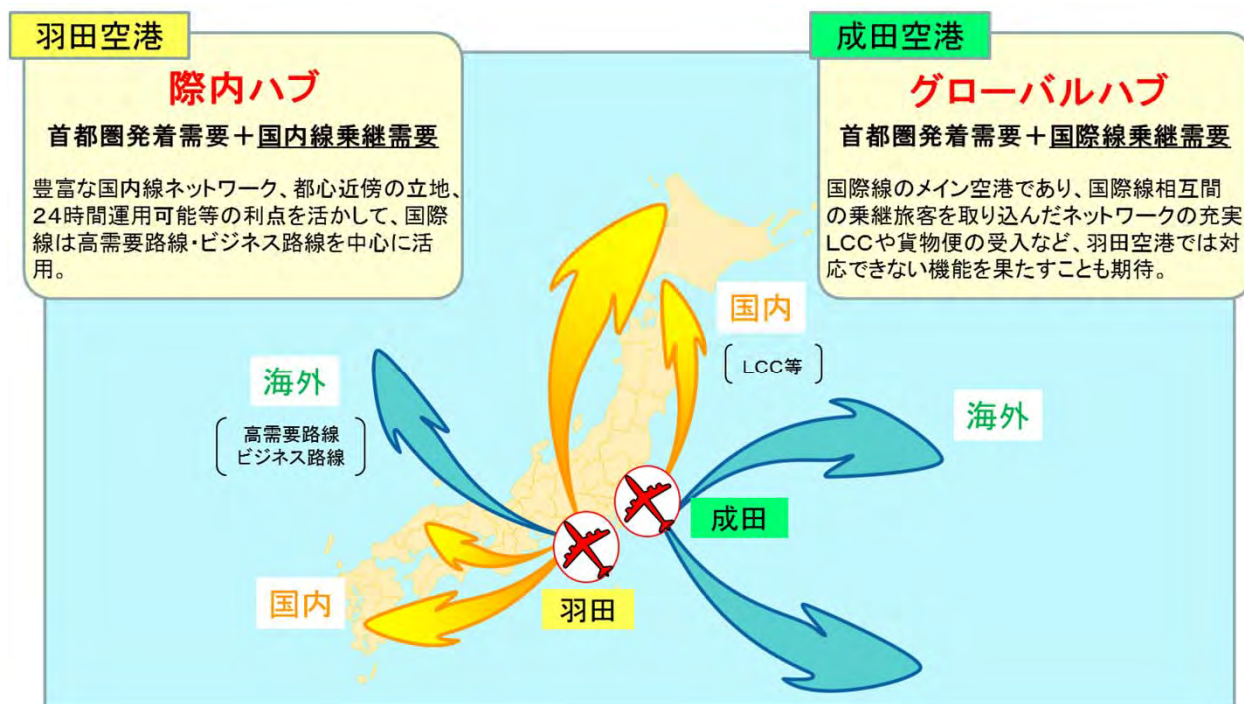 羽田空港
際内ハブ
首都圏発着需要＋国内線乗継需要
豊富な国内線ネットワーク、都心近傍の立地、
24時間運用可能等の利点を活かして、国際
線は高需要路線・ビジネス路線を中心に活
用。
成田空港
グローバルハブ
首都圏発着需要＋国際線乗継需要
国際線のメイン空港であり、国際線相互間
の乗継旅客を取り込んだネットワークの充実
LCCや貨物便の受入など、羽田空港では対
応できない機能を果たすことも期待。
国内
LCC等
海外
高需要路線
ビジネス路線
海外
成田
国内
羽田